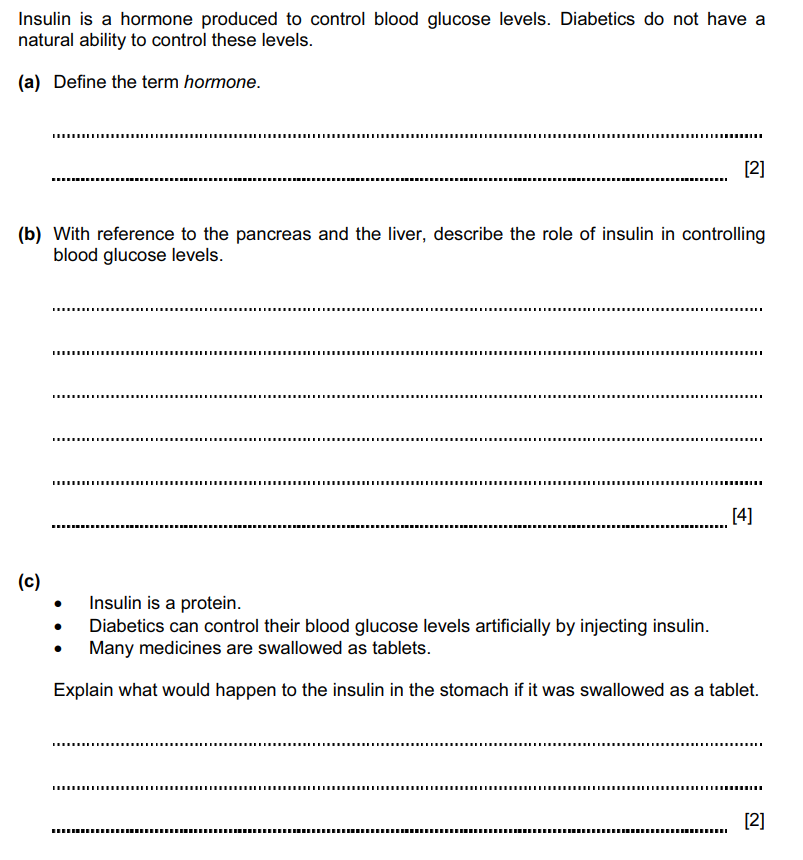 Insulin is a hormone produced to control blood glucose levels. Diabetics do not have a
natural ability to control these levels.
(a) Define the term hormone.
[2]
(b) With reference to the pancreas and the liver, describe the role of insulin in controlling
blood glucose levels.
[4]
(c)
• Insulin is a protein.
• Diabetics can control their blood glucose levels artificially by injecting insulin.
• Many medicines are swallowed as tablets.
Explain what would happen to the insulin in the stomach if it was swallowed as a tablet.
[2]